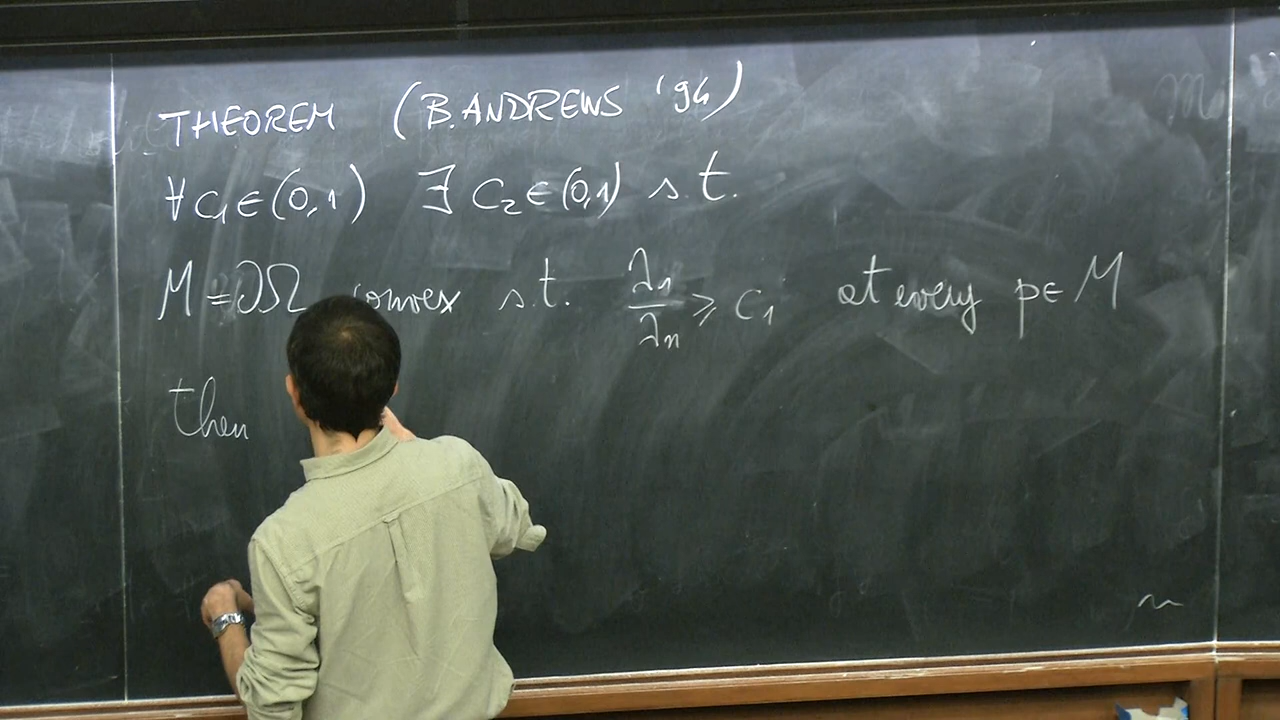 THEOREM (B. ANDREWS '94)
∀ C₁ ∈ (0,1) ∃ C₂ ∈ (0,1) s.t.
M = ∂Ω convex s.t. λ₁/λₙ ≥ C₁ at every p ∈ M
then